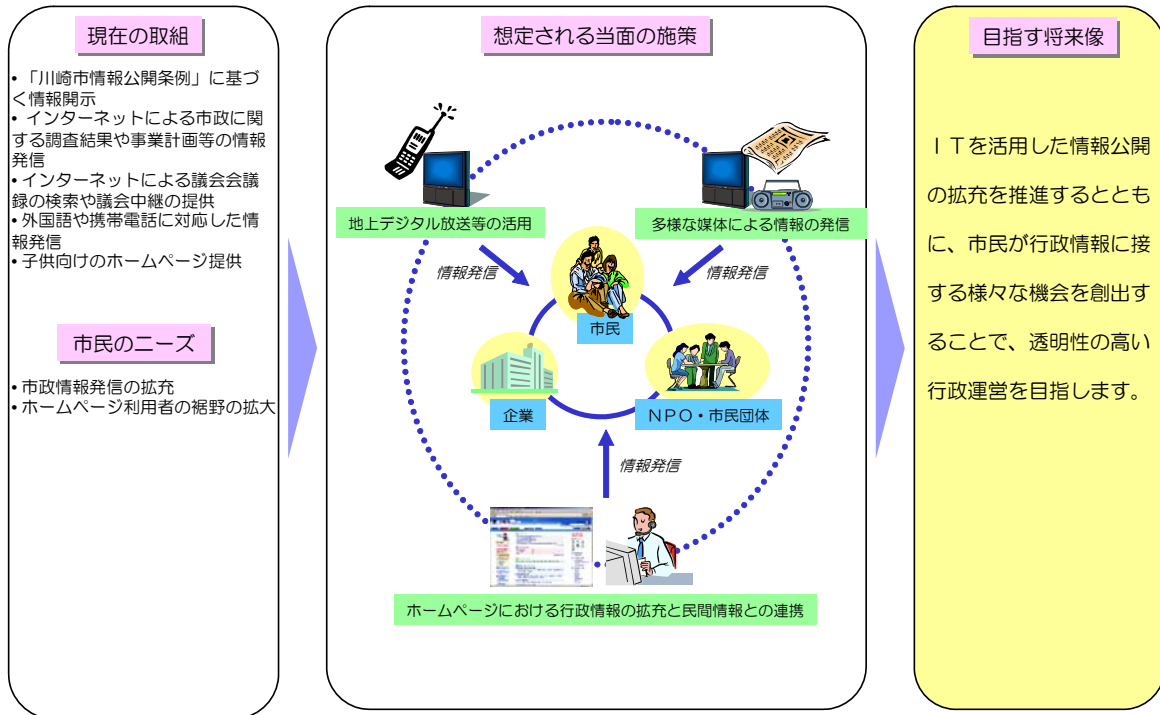 現在の取組
•「川崎市情報公開条例」に基づ
く情報開示
• インターネットによる市政に関
する調査結果や事業計画等の情報
発信
•インターネットによる議会会議
録の検索や議会中継の提供
•外国語や携帯電話に対応した情
報発信
•子供向けのホームページ提供
市民のニーズ
•市政情報発信の拡充
•ホームページ利用者の裾野の拡大
想定される当面の施策
地上デジタル放送等の活用
多様な媒体による情報の発信
情報発信
情報発信
市民
企業
NPO・市民団体
情報発信
ホームページにおける行政情報の拡充と民間情報との連携
目指す将来像
ITを活用した情報公開
の拡充を推進するととも
に、市民が行政情報に接
する様々な機会を創出す
ることで、透明性の高い
行政運営を目指します。